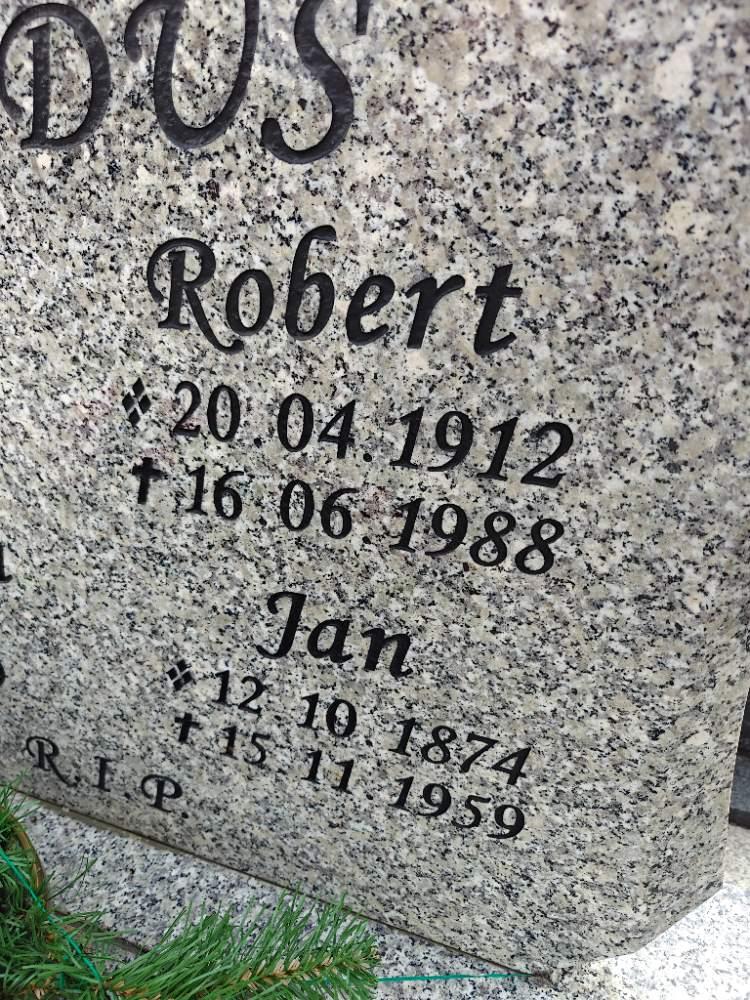 DUS
Robert
20.04.1912
16.06.1988
Jan
12.10.1874
15.11.1959
R.I.P